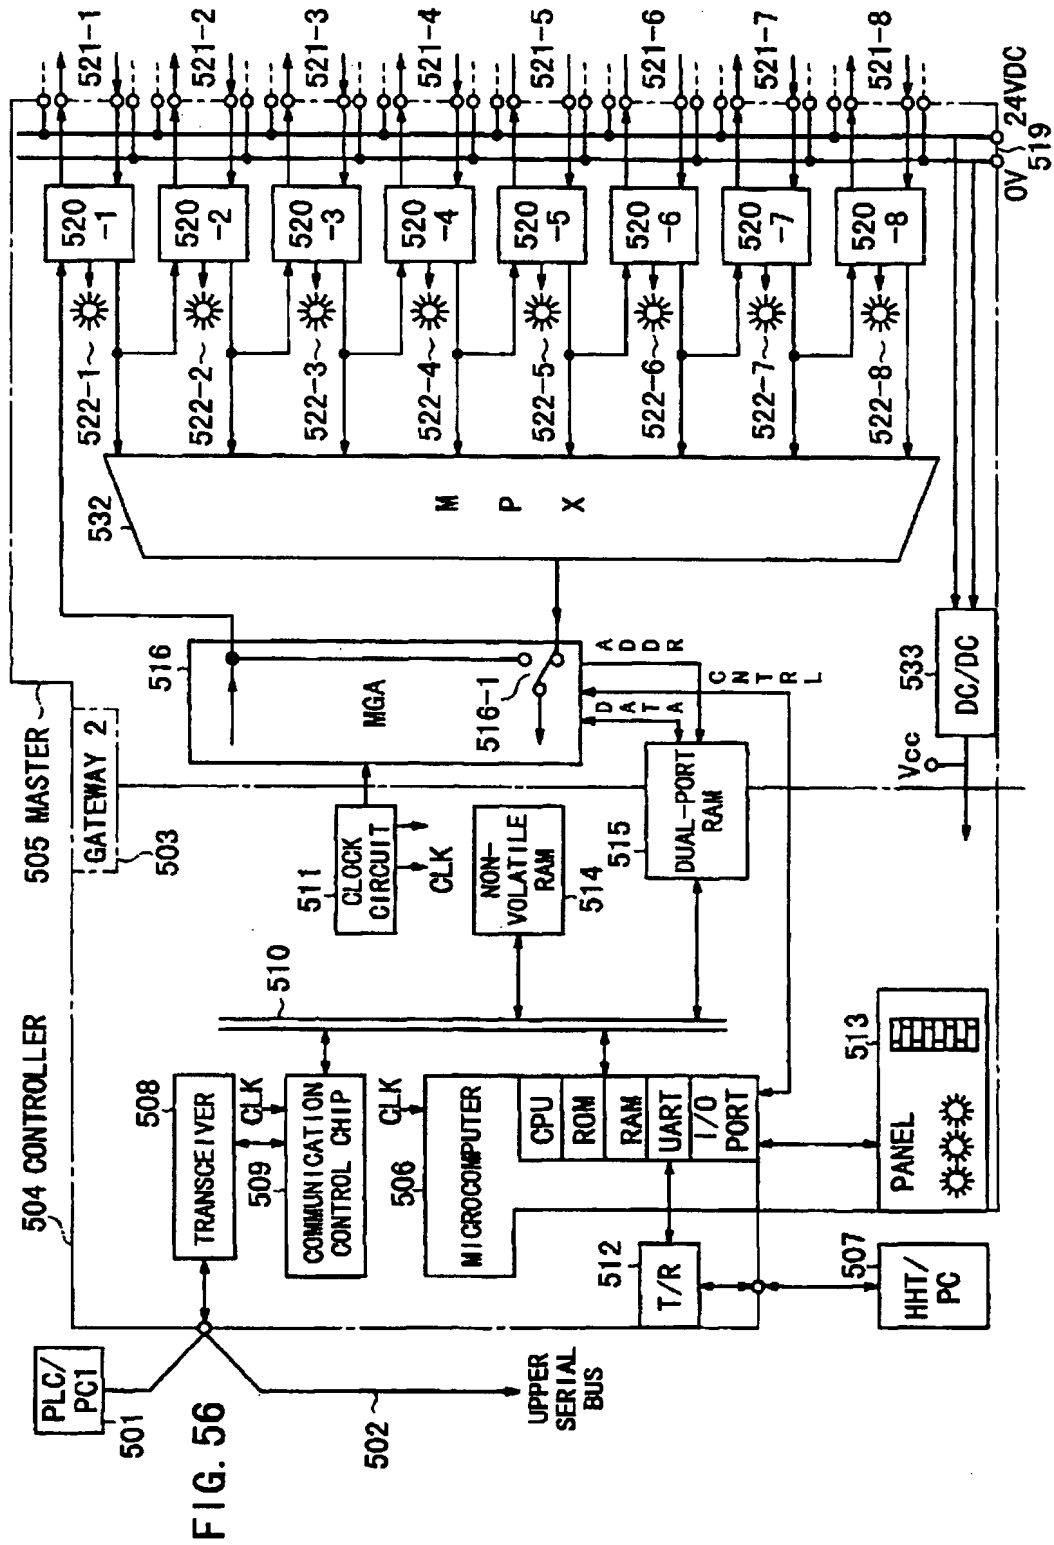 FIG. 56
PLC/
PC1
501
502
UPPER
SERIAL
BUS
504 CONTROLLER
505 MASTER
GATEWAY 2
503
TRANSCEIVER
508
CLK
COMMUNICATION
CONTROL CHIP
509
510
CLK
MICROCOMPUTER
506
CPU
ROM
RAM
UART
I/O
PORT
T/R
512
HHT/
PC
507
PANEL
513
CLOCK
CIRCUIT
511
CLK
NON-
VOLATILE
RAM
514
DUAL-PORT
RAM
515
MGA
516
516-1
ADDR
DATA
CNTRL
MPX
532
DC/DC
533
Vcc
522-1
522-2
522-3
522-4
522-5
522-6
522-7
522-8
520
-1
520
-2
520
-3
520
-4
520
-5
520
-6
520
-7
520
-8
521-1
521-2
521-3
521-4
521-5
521-6
521-7
521-8
0V
24VDC
519